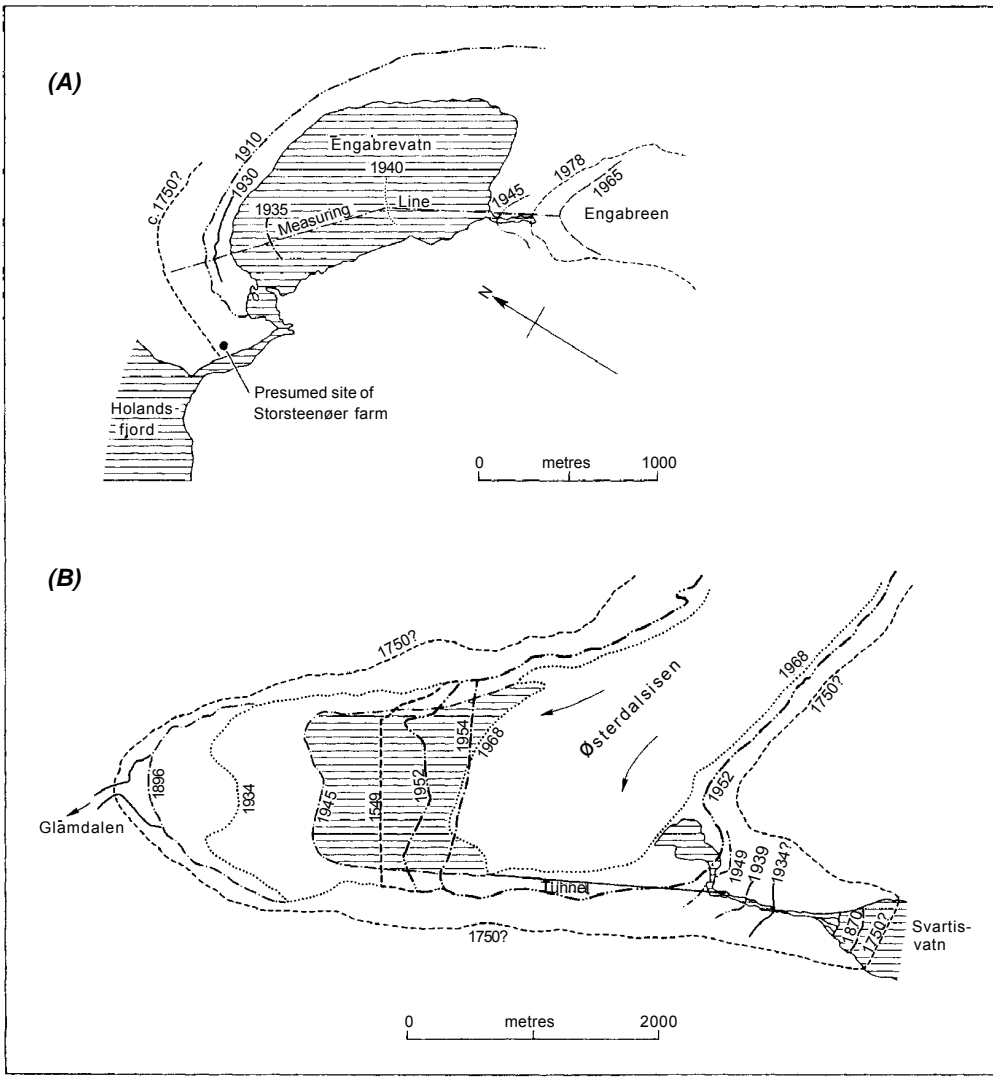 (A)
Engabrevatn
1910
1930
1940
1978
1945
1965
c.1750?
1935
Measuring
Line
Engabreen
N
Presumed site of
Storsteenøer farm
Holands-
fjord
0 metres 1000
(B)
1750?
1968
1750?
Østerdalsisen
1954
1968
1952
1952
1896
1934
1945
1549
Glåmdalen
1949
1939
1934?
Tunnel
1870
1750?
Svartis-
vatn
1750?
0 metres 2000